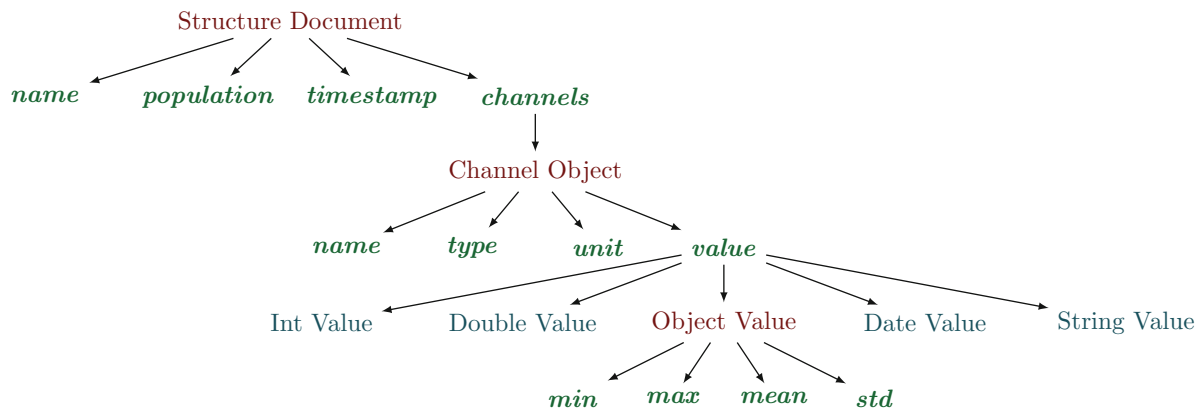 Structure Document
name population timestamp channels
Channel Object
name type unit value
Int Value Double Value Object Value Date Value String Value
min max mean std